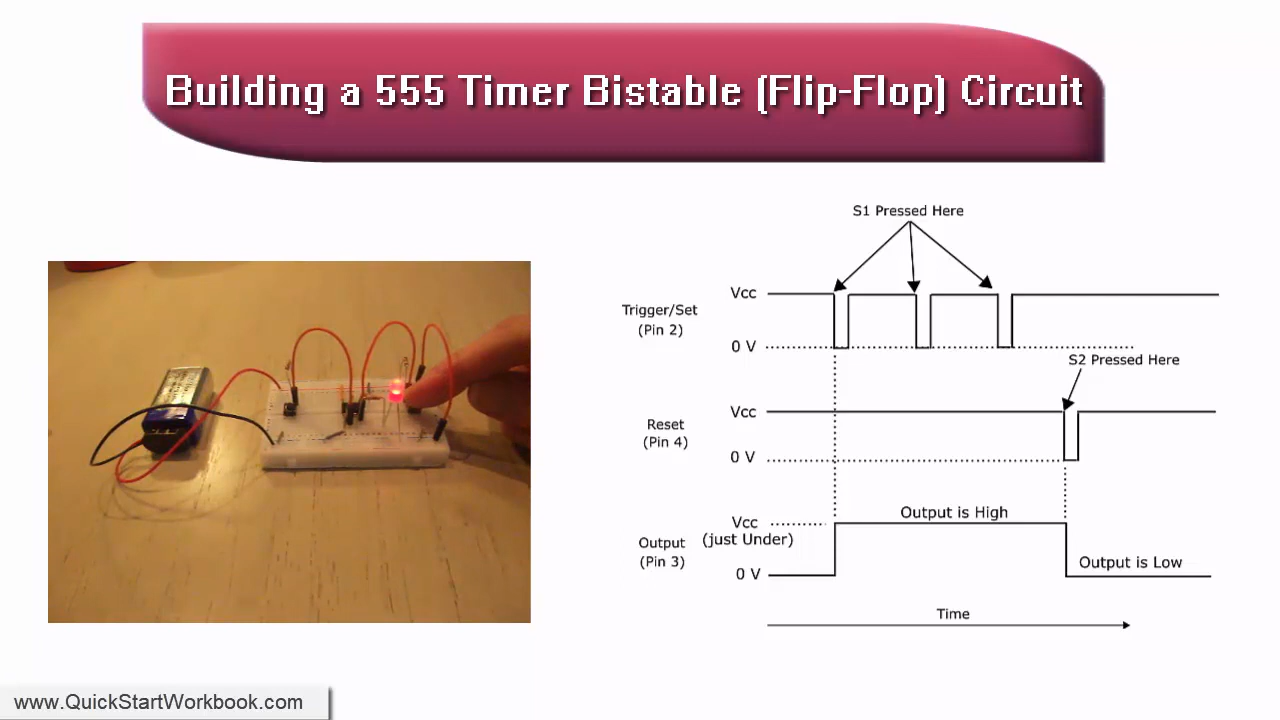 Building a 555 Timer Bistable (Flip-Flop) Circuit
S1 Pressed Here
Trigger/Set
(Pin 2)
Vcc
0 V
S2 Pressed Here
Reset
(Pin 4)
Vcc
0 V
Output
(Pin 3)
Vcc
(just Under)
0 V
Output is High
Output is Low
Time
www.QuickStartWorkbook.com